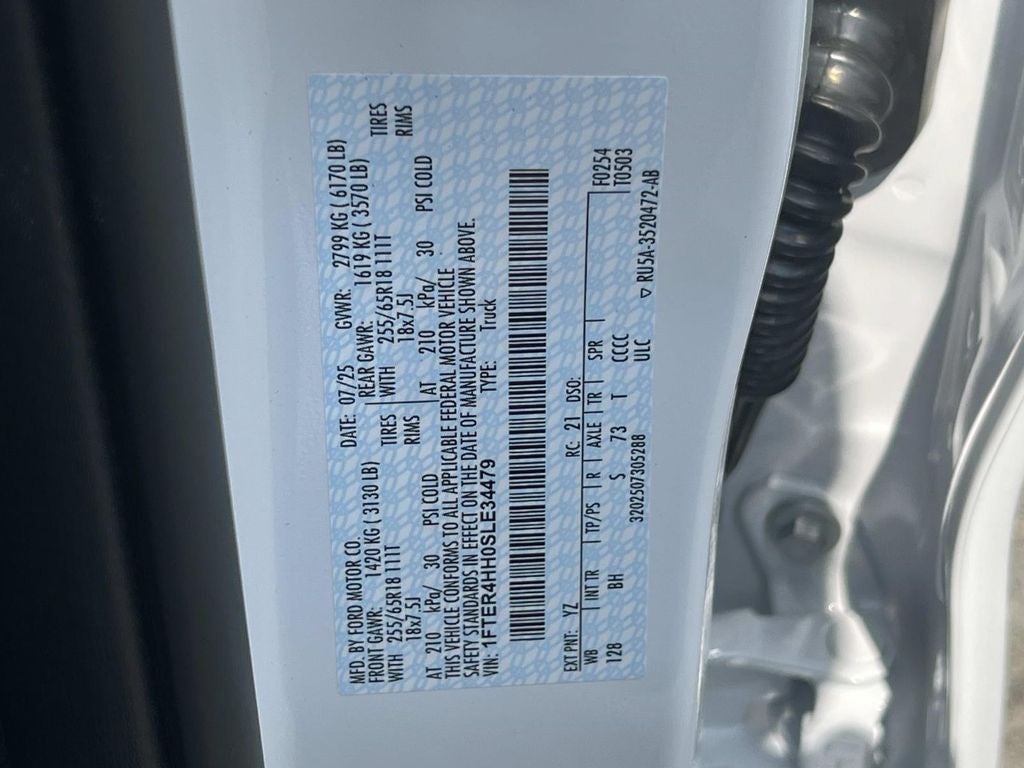 MFD. BY FORD MOTOR CO. DATE: 07/25 GVWR: 2799 KG ( 6170 LB)
FRONT GAWR: 1420 KG ( 3130 LB) REAR GAWR: 1619 KG ( 3570 LB)
WITH 255/65R18 111T TIRES WITH 255/65R18 111T TIRES
18x7.5J RIMS 18x7.5J RIMS
AT 210 kPa/ 30 PSI COLD AT 210 kPa/ 30 PSI COLD
THIS VEHICLE CONFORMS TO ALL APPLICABLE FEDERAL MOTOR VEHICLE
SAFETY STANDARDS IN EFFECT ON THE DATE OF MANUFACTURE SHOWN ABOVE.
VIN: 1FTER4HH0SLE34479 TYPE: Truck
EXT PNT: YZ RC: 21 DSO: F0254
WB INT TR TP/PS R AXLE TR SPR T0503
128 BH S 73 T CCCC
ULC
320250730528B ▽ RU5A-3520472-AB